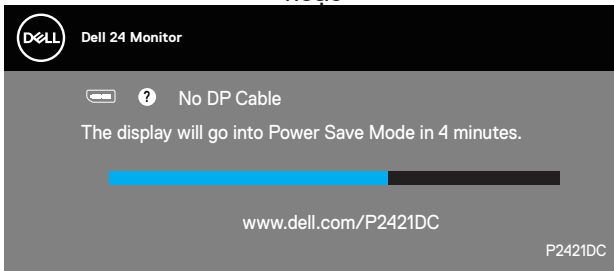 DELL
Dell 24 Monitor
? No DP Cable
The display will go into Power Save Mode in 4 minutes.
www.dell.com/P2421DC
P2421DC